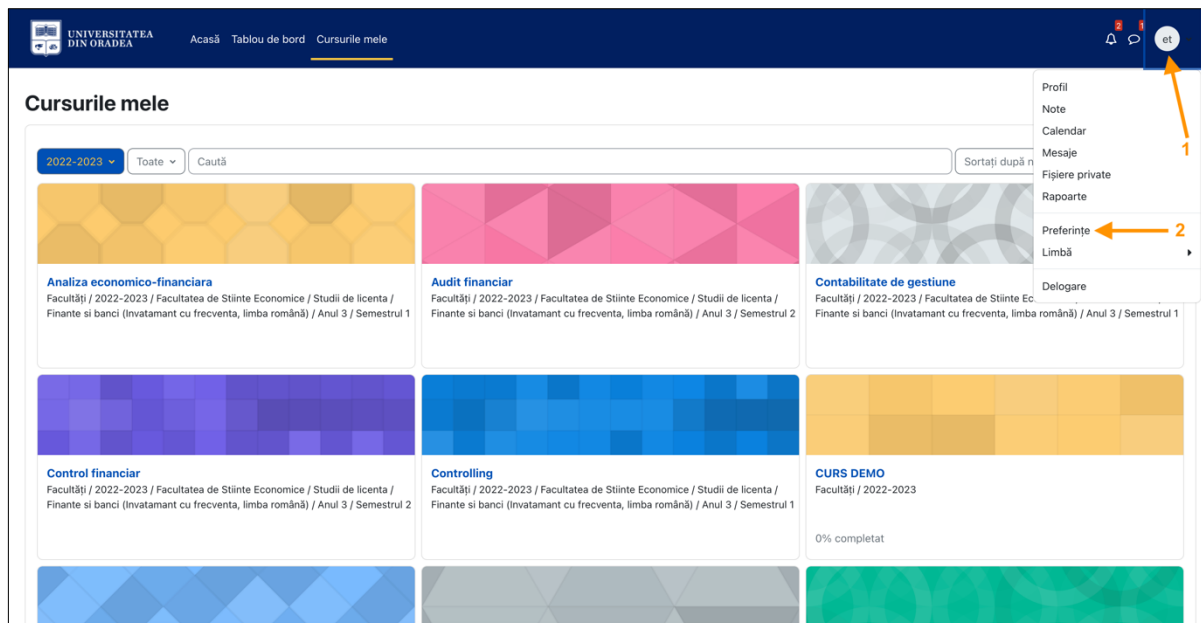 UNIVERSITATEA
DIN ORADEA
Acasă Tablou de bord Cursurile mele
2 1
et
Cursurile mele
Profil
Note
Calendar
Mesaje
1
Fișiere private
Rapoarte
Preferințe
2
Limbă
Delogare
2022-2023 Toate Caută Sortați după n
Analiza economico-financiara
Facultăți / 2022-2023 / Facultatea de Stiinte Economice / Studii de licenta /
Finante si banci (Invatamant cu frecventa, limba română) / Anul 3 / Semestrul 1
Audit financiar
Facultăți / 2022-2023 / Facultatea de Stiinte Economice / Studii de licenta /
Finante si banci (Invatamant cu frecventa, limba română) / Anul 3 / Semestrul 2
Contabilitate de gestiune
Facultăți / 2022-2023 / Facultatea de Stiinte Ec
Finante si banci (Invatamant cu frecventa, limba română) / Anul 3 / Semestrul 1
Control financiar
Facultăți / 2022-2023 / Facultatea de Stiinte Economice / Studii de licenta /
Finante si banci (Invatamant cu frecventa, limba română) / Anul 3 / Semestrul 2
Controlling
Facultăți / 2022-2023 / Facultatea de Stiinte Economice / Studii de licenta /
Finante si banci (Invatamant cu frecventa, limba română) / Anul 3 / Semestrul 1
CURS DEMO
Facultăți / 2022-2023
0% completat